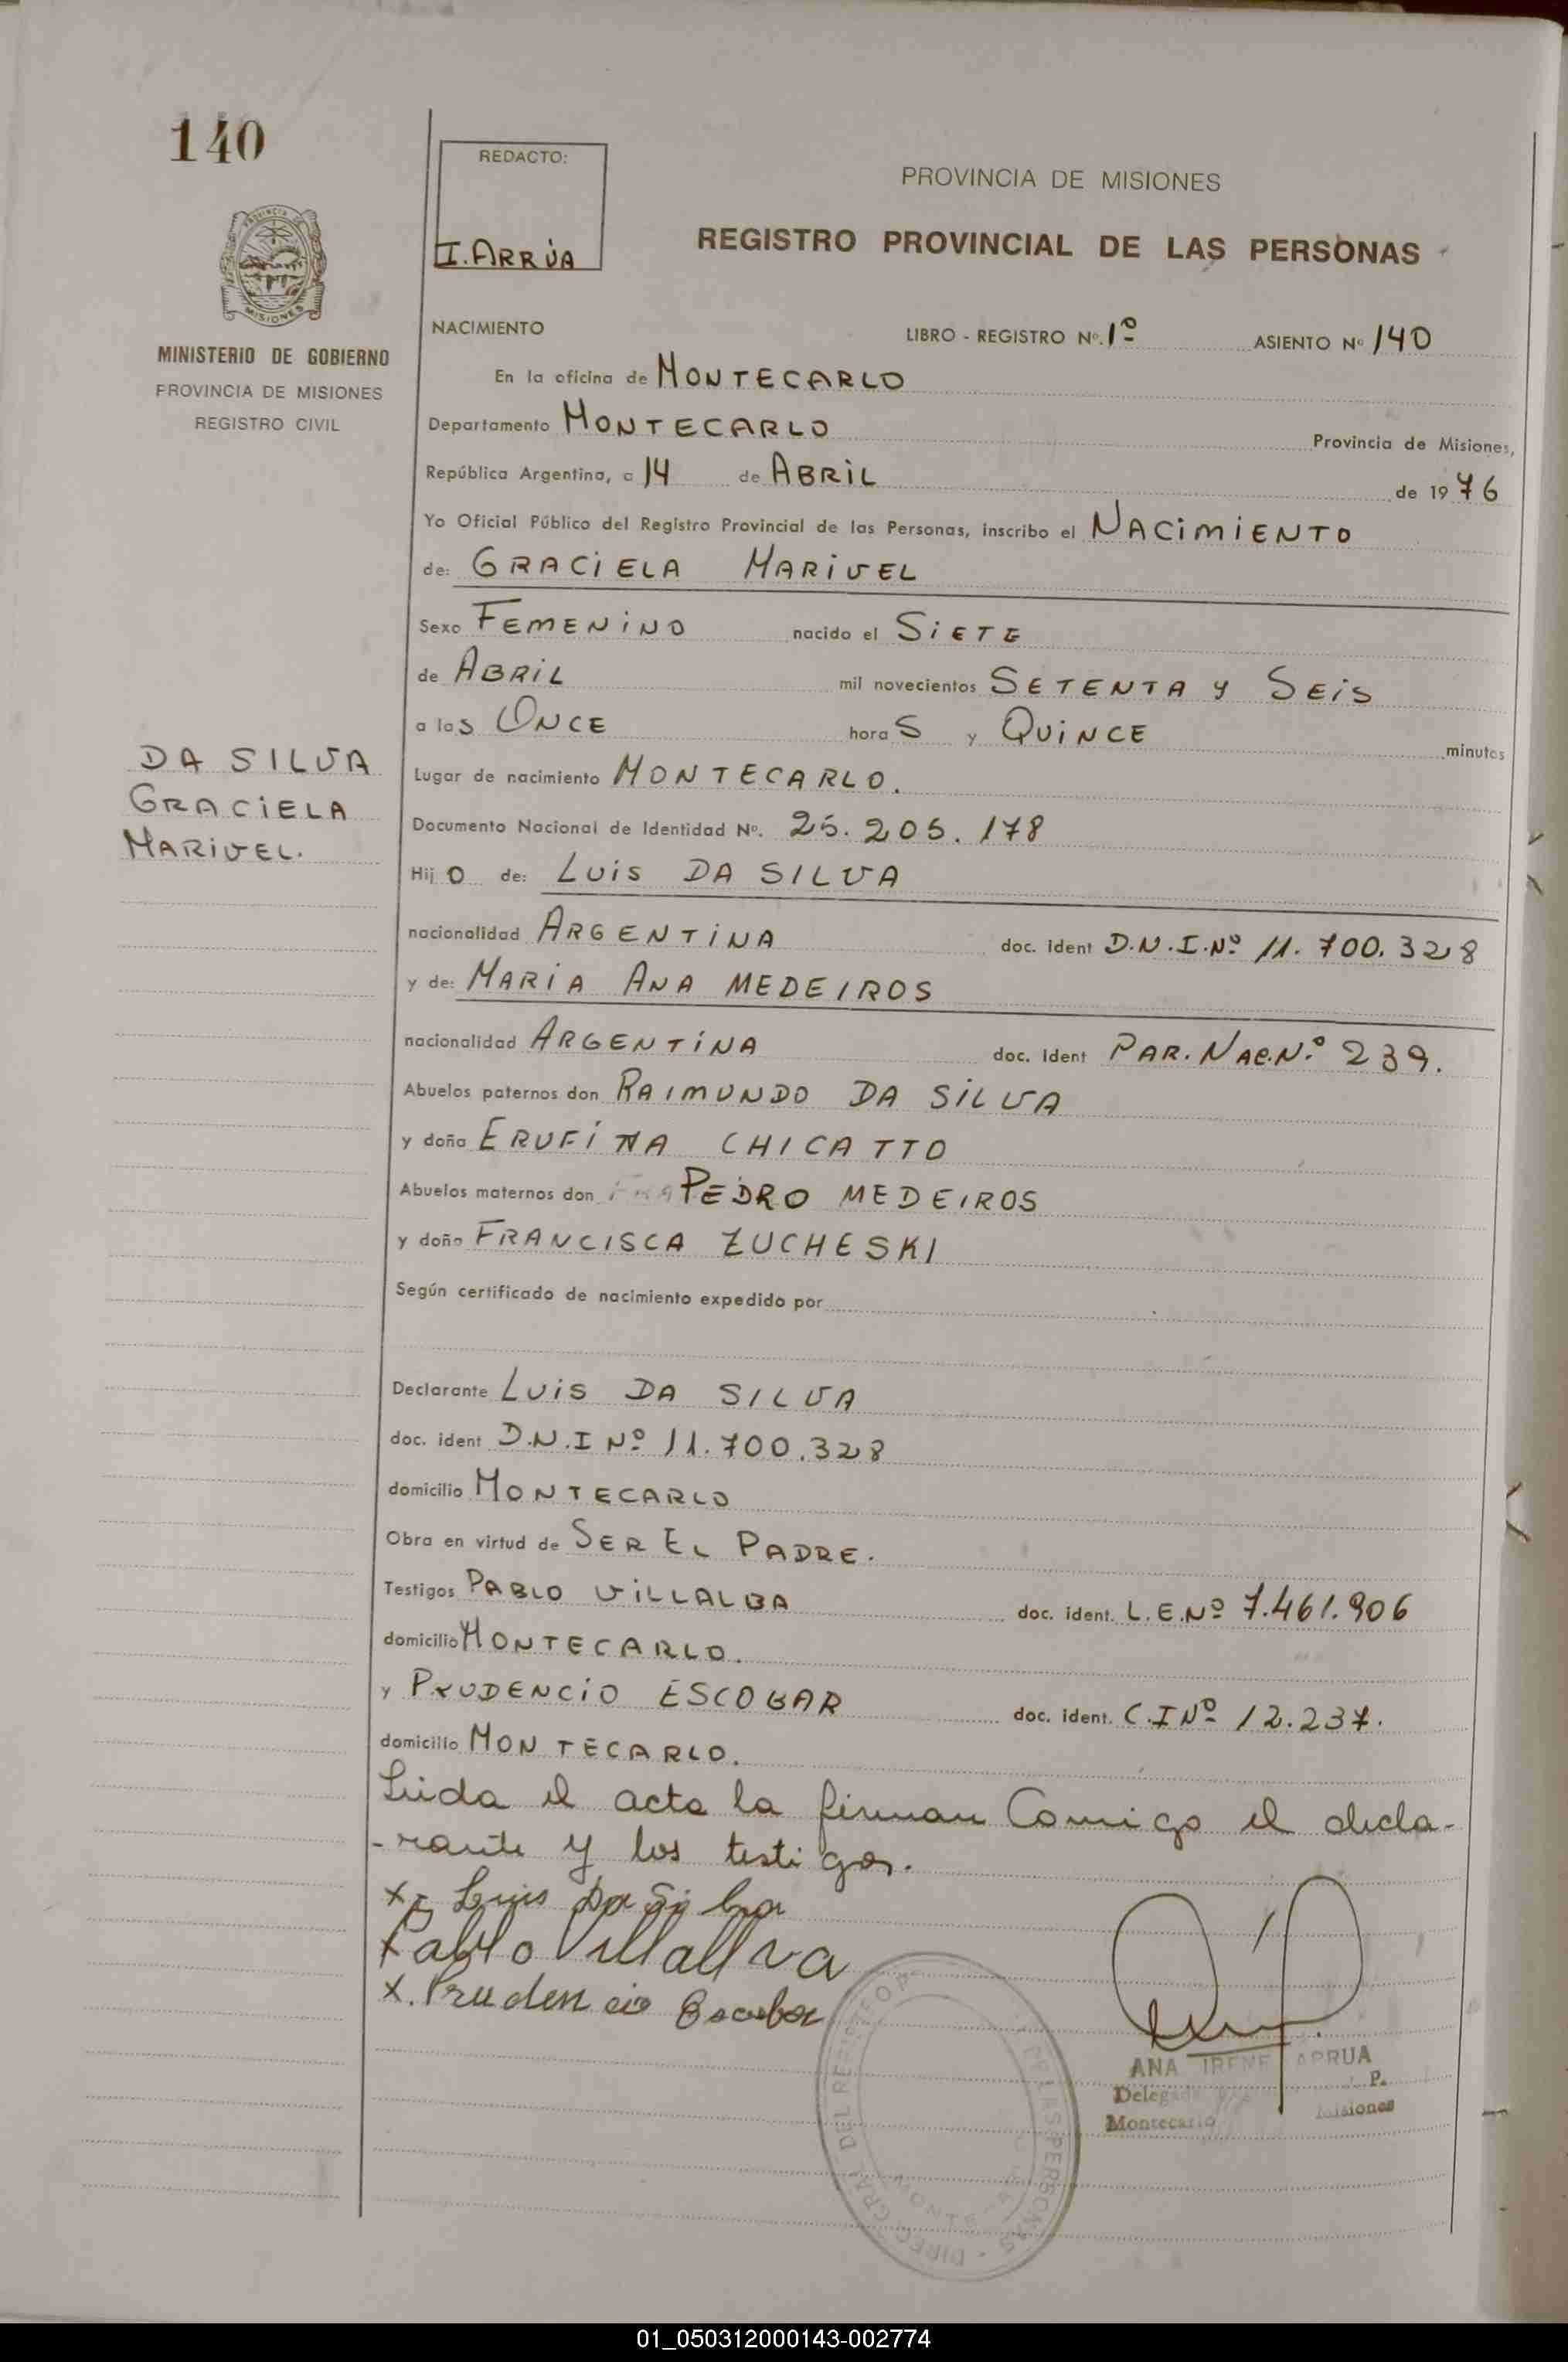 140
REDACTO:
I. ARRÚA
PROVINCIA DE MISIONES
REGISTRO PROVINCIAL DE LAS PERSONAS
MISIONES
MINISTERIO DE GOBIERNO
PROVINCIA DE MISIONES
REGISTRO CIVIL
NACIMIENTO LIBRO - REGISTRO Nº. 1º ASIENTO Nº 140
En la oficina de MONTECARLO
Departamento MONTECARLO Provincia de Misiones,
República Argentina, a 14 de ABRIL de 1976
Yo Oficial Público del Registro Provincial de las Personas, inscribo el NACIMIENTO
de: GRACIELA MARIVEL
Sexo FEMENINO nacido el SIETE
de ABRIL mil novecientos SETENTA Y SEIS
a las ONCE horas y QUINCE minutos
DA SILVA
GRACIELA
MARIVEL.
Lugar de nacimiento MONTECARLO.
Documento Nacional de Identidad Nº. 25.205.178
Hijo de: LUIS DA SILVA
nacionalidad ARGENTINA doc. ident D.N.I.Nº 11.700.328
y de: MARIA ANA MEDEIROS
nacionalidad ARGENTINA doc. ident PAR. NAC.Nº 239.
Abuelos paternos don RAIMUNDO DA SILVA
y doña ERUFINA CHICATTO
Abuelos maternos don PEDRO MEDEIROS
y doña FRANCISCA ZUCHESKI
Según certificado de nacimiento expedido por
Declarante LUIS DA SILVA
doc. ident D.N.I Nº 11.700.328
domicilio MONTECARLO
Obra en virtud de SER EL PADRE.
Testigos PABLO VILLALBA doc. ident. L.E.Nº 7.461.906
domicilio MONTECARLO.
y PRUDENCIO ESCOBAR doc. ident. C.I Nº 12.237.
domicilio MONTECARLO.
Leida el acta la firman Comigo el decla-
-rante y los testigos.
x Luis Da Silva
x Pablo Villallva
x. Prudencio Escobar
ANA IRENE ARRUA
P.
Montecarlo Misiones
01_050312000143-002774